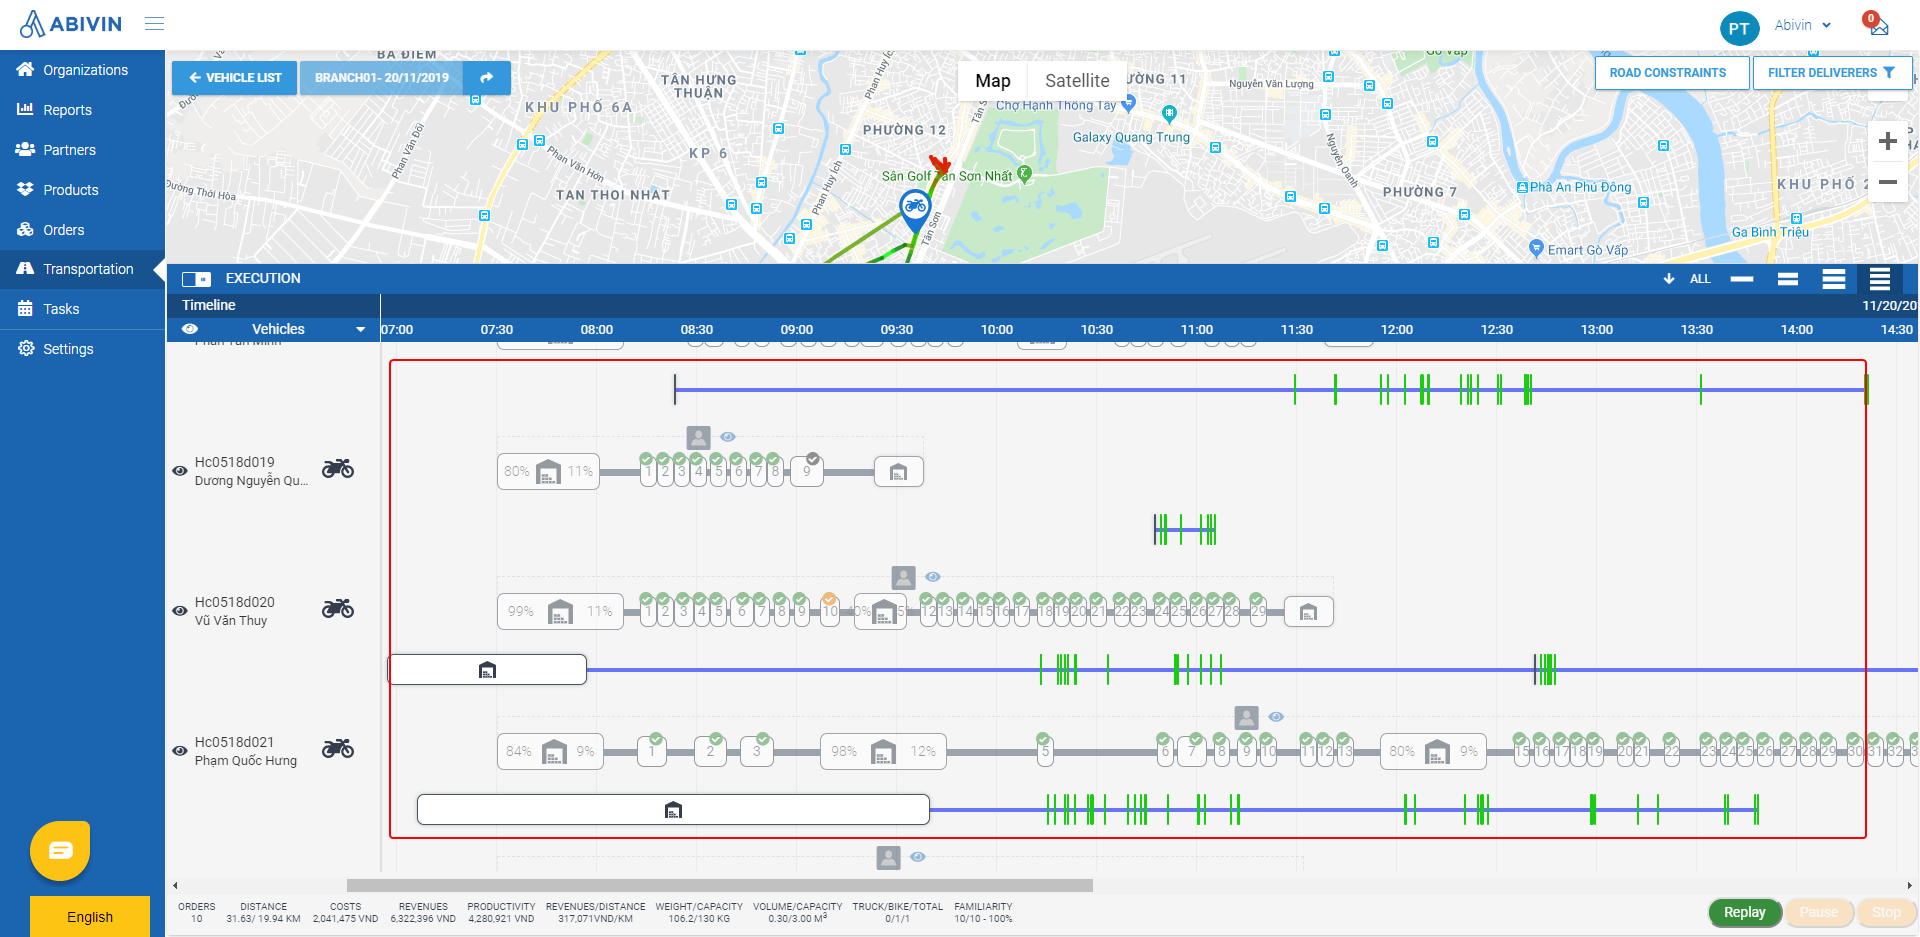 ABIVIN
PT
Abivin
0
Organizations
Reports
Partners
Products
Orders
Transportation
Tasks
Settings
English
VEHICLE LIST
BRANCH01- 20/11/2019
Map
Satellite
ROAD CONSTRAINTS
FILTER DELIVERERS
BÀ ĐIỂM
TÂN HƯNG
THUẬN
KHU PHỐ 6A
Phan Văn Đối
Phan Văn Hớn
Phan Huy Ích
Phan Huy Ích
PHƯỜNG 12
KP 6
TAN THOI NHAT
Đường Thới Hòa
Chợ Hạnh Thông Tây
Galaxy Quang Trung
Sân Golf Tân Sơn Nhất
Tân Sơn
Nguyễn Văn Lượng
Nguyễn Oanh
Gò Vấp
PHƯỜNG 7
Phà An Phú Đông
KHU PHỐ 2
Ga Bình Triệu
Emart Gò Vấp
EXECUTION
ALL
Timeline
11/20/20
Vehicles
07:00 07:30 08:00 08:30 09:00 09:30 10:00 10:30 11:00 11:30 12:00 12:30 13:00 13:30 14:00 14:30
Phan Tấn Minh
Hc0518d019
Dương Nguyễn Qu...
80% 11% 1 2 3 4 5 6 7 8 9
Hc0518d020
Vũ Văn Thuy
99% 11% 1 2 3 4 5 6 7 8 9 10 40% 5% 12 13 14 15 16 17 18 19 20 21 22 23 24 25 26 27 28 29
Hc0518d021
Phạm Quốc Hưng
84% 9% 1 2 3 98% 12% 5 6 7 8 9 10 11 12 13 80% 9% 15 16 17 18 19 20 21 22 23 24 25 26 27 28 29 30 31 32
ORDERS DISTANCE COSTS REVENUES PRODUCTIVITY REVENUES/DISTANCE WEIGHT/CAPACITY VOLUME/CAPACITY TRUCK/BIKE/TOTAL FAMILIARITY
10 31.63/ 19.94 KM 2,041,475 VND 6,322,396 VND 4,280,921 VND 317,071VND/KM 106.2/130 KG 0.30/3.00 M³ 0/1/1 10/10 - 100%
Replay
Pause
Stop